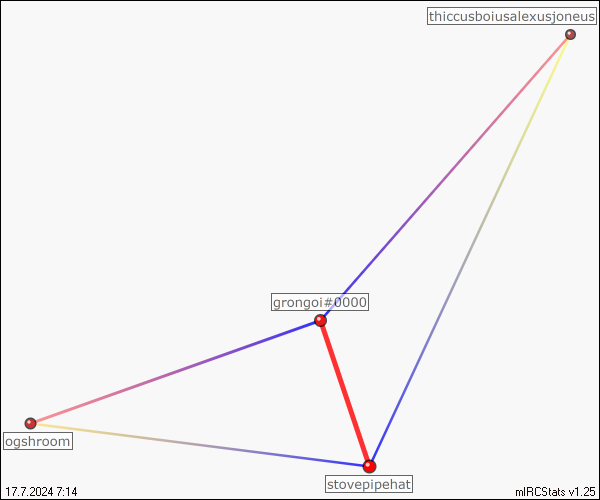 thiccusboiusalexusjoneus
grongoi#0000
ogshroom
stovepipehat
17.7.2024 7:14
mIRCStats v1.25